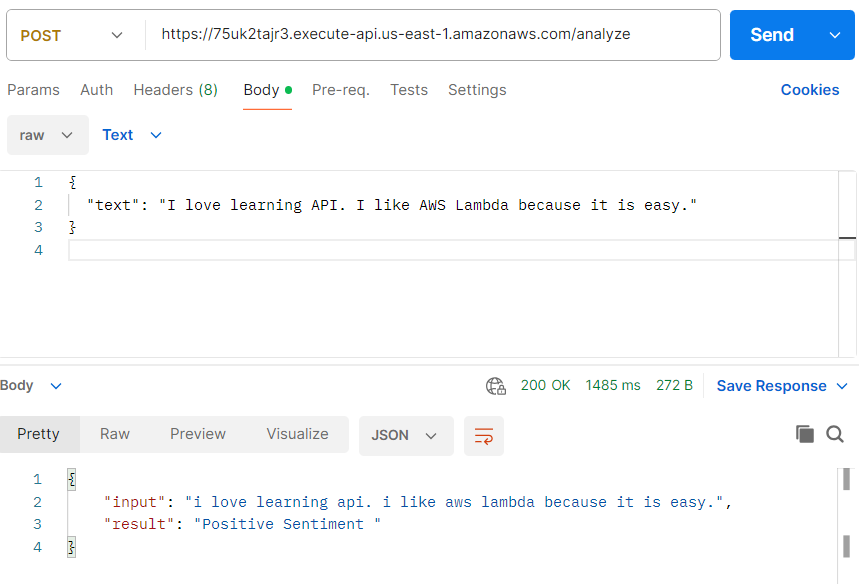 POST https://75uk2tajr3.execute-api.us-east-1.amazonaws.com/analyze Send
Params Auth Headers (8) Body Pre-req. Tests Settings Cookies
raw Text
1 {
2 "text": "I love learning API. I like AWS Lambda because it is easy."
3 }
4
Body 200 OK 1485 ms 272 B Save Response
Pretty Raw Preview Visualize JSON
1 {
2 "input": "i love learning api. i like aws lambda because it is easy.",
3 "result": "Positive Sentiment "
4 }